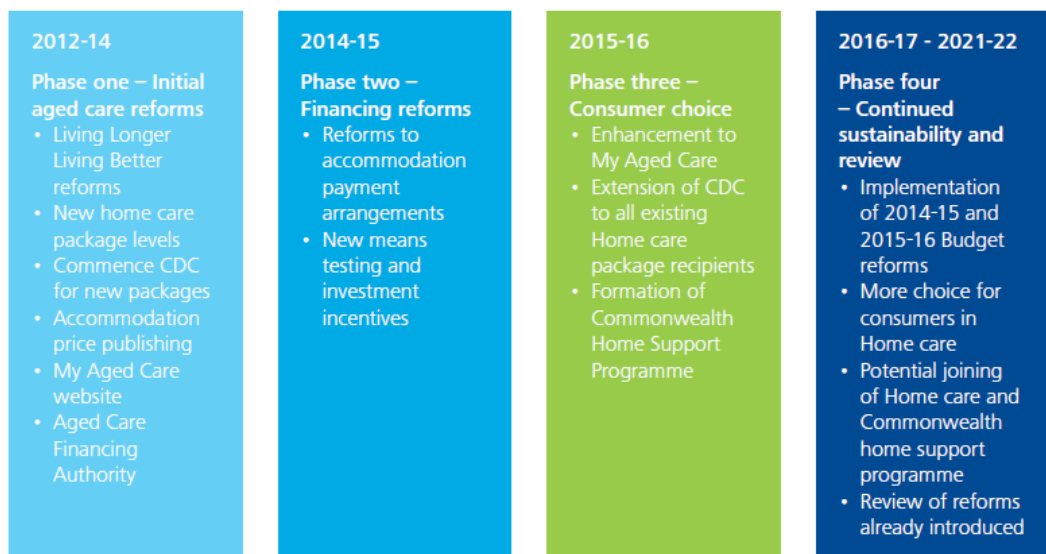 2012-14
Phase one – Initial
aged care reforms
• Living Longer
Living Better
reforms
• New home care
package levels
• Commence CDC
for new packages
• Accommodation
price publishing
• My Aged Care
website
• Aged Care
Financing
Authority
2014-15
Phase two –
Financing reforms
• Reforms to
accommodation
payment
arrangements
• New means
testing and
investment
incentives
2015-16
Phase three –
Consumer choice
• Enhancement to
My Aged Care
• Extension of CDC
to all existing
Home care
package recipients
• Formation of
Commonwealth
Home Support
Programme
2016-17 - 2021-22
Phase four
– Continued
sustainability and
review
• Implementation
of 2014-15 and
2015-16 Budget
reforms
• More choice for
consumers in
Home care
• Potential joining
of Home care and
Commonwealth
home support
programme
• Review of reforms
already introduced